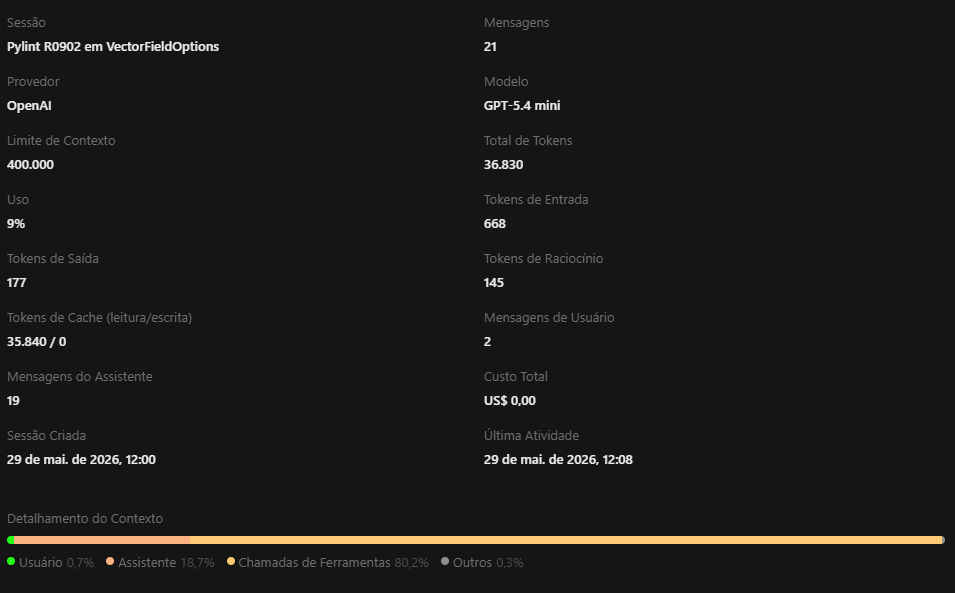 Sessão
Pylint R0902 em VectorFieldOptions
Mensagens
21
Provedor
OpenAI
Modelo
GPT-5.4 mini
Limite de Contexto
400.000
Total de Tokens
36.830
Uso
9%
Tokens de Entrada
668
Tokens de Saída
177
Tokens de Raciocínio
145
Tokens de Cache (leitura/escrita)
35.840 / 0
Mensagens de Usuário
2
Mensagens do Assistente
19
Custo Total
US$ 0,00
Sessão Criada
29 de mai. de 2026, 12:00
Última Atividade
29 de mai. de 2026, 12:08
Detalhamento do Contexto
Usuário 0,7% Assistente 18,7% Chamadas de Ferramentas 80,2% Outros 0,3%